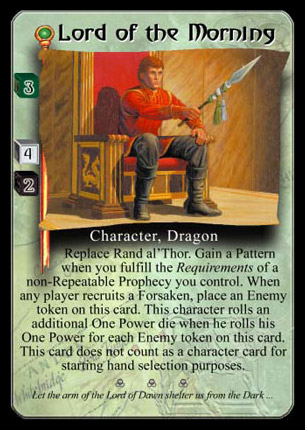 Lord of the Morning
3
4
2
Character, Dragon
Replace Rand al'Thor. Gain a Pattern
when you fulfill the Requirements of a
non-Repeatable Prophecy you control. When
any player recruits a Forsaken, place an Enemy
token on this card. This character rolls an
additional One Power die when he rolls his
One Power for each Enemy token on this card.
This card does not count as a character card for
starting hand selection purposes.
Let the arm of the Lord of Dawn shelter us from the Dark ...